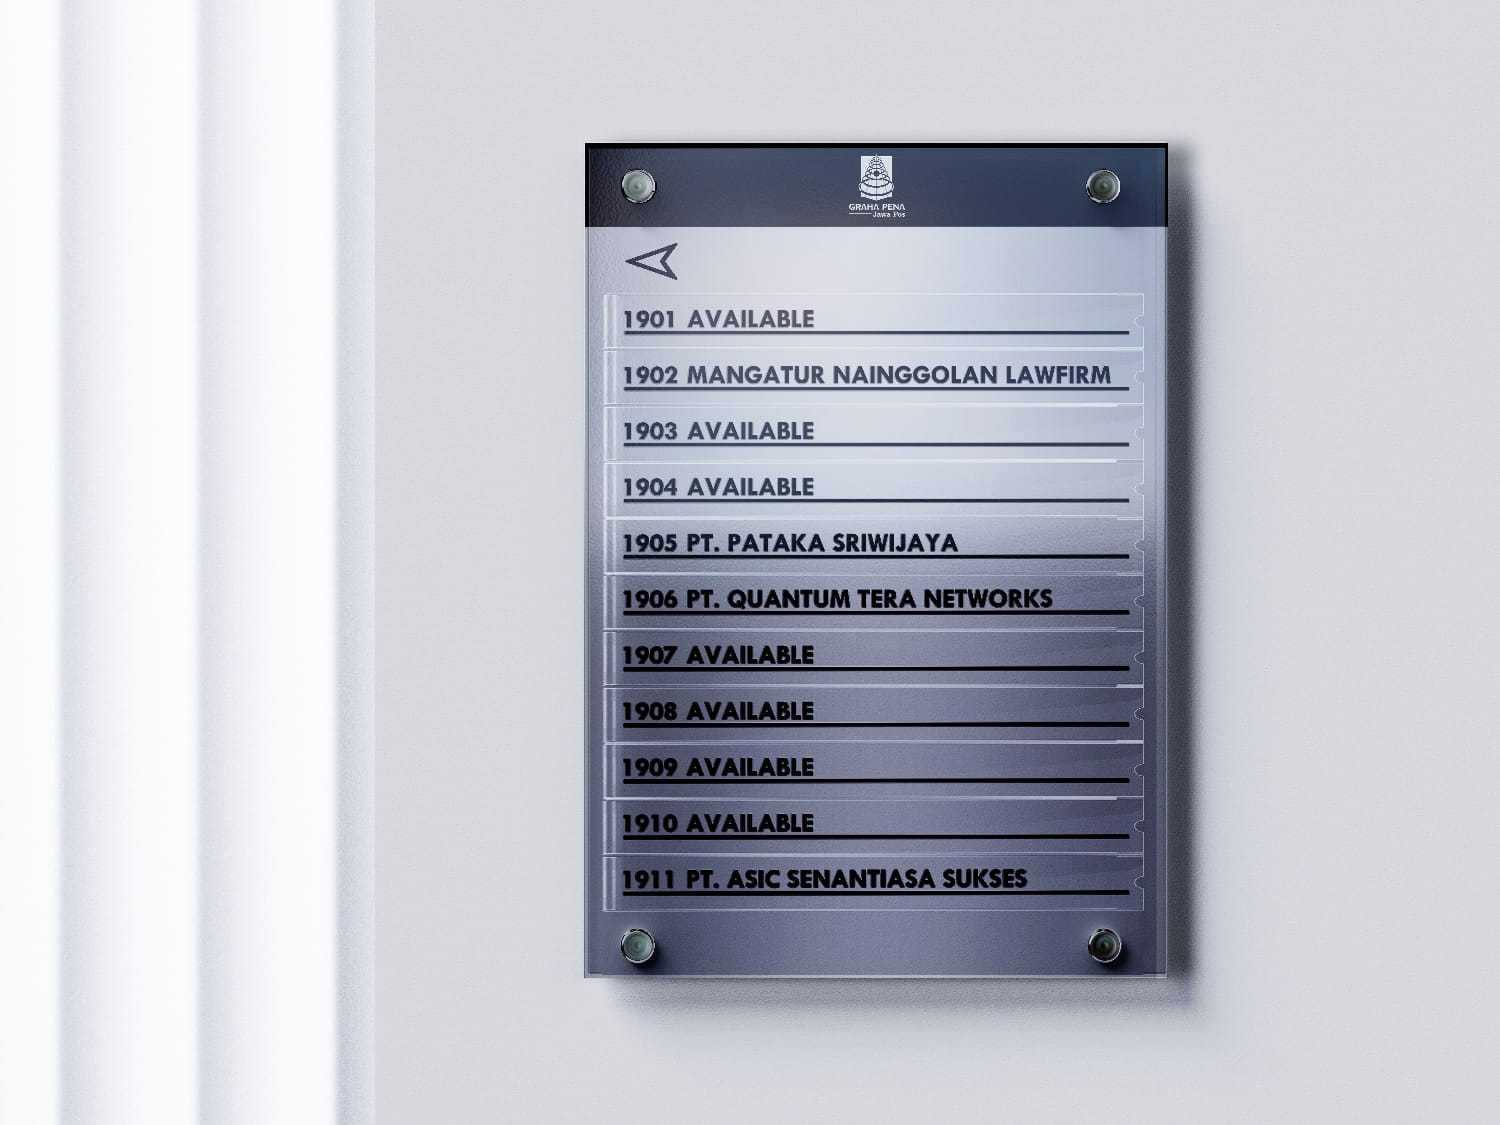 GRAHA PENA
Jawa Pos
1901 AVAILABLE
1902 MANGATUR NAINGGOLAN LAWFIRM
1903 AVAILABLE
1904 AVAILABLE
1905 PT. PATAKA SRIWIJAYA
1906 PT. QUANTUM TERA NETWORKS
1907 AVAILABLE
1908 AVAILABLE
1909 AVAILABLE
1910 AVAILABLE
1911 PT. ASIC SENANTIASA SUKSES